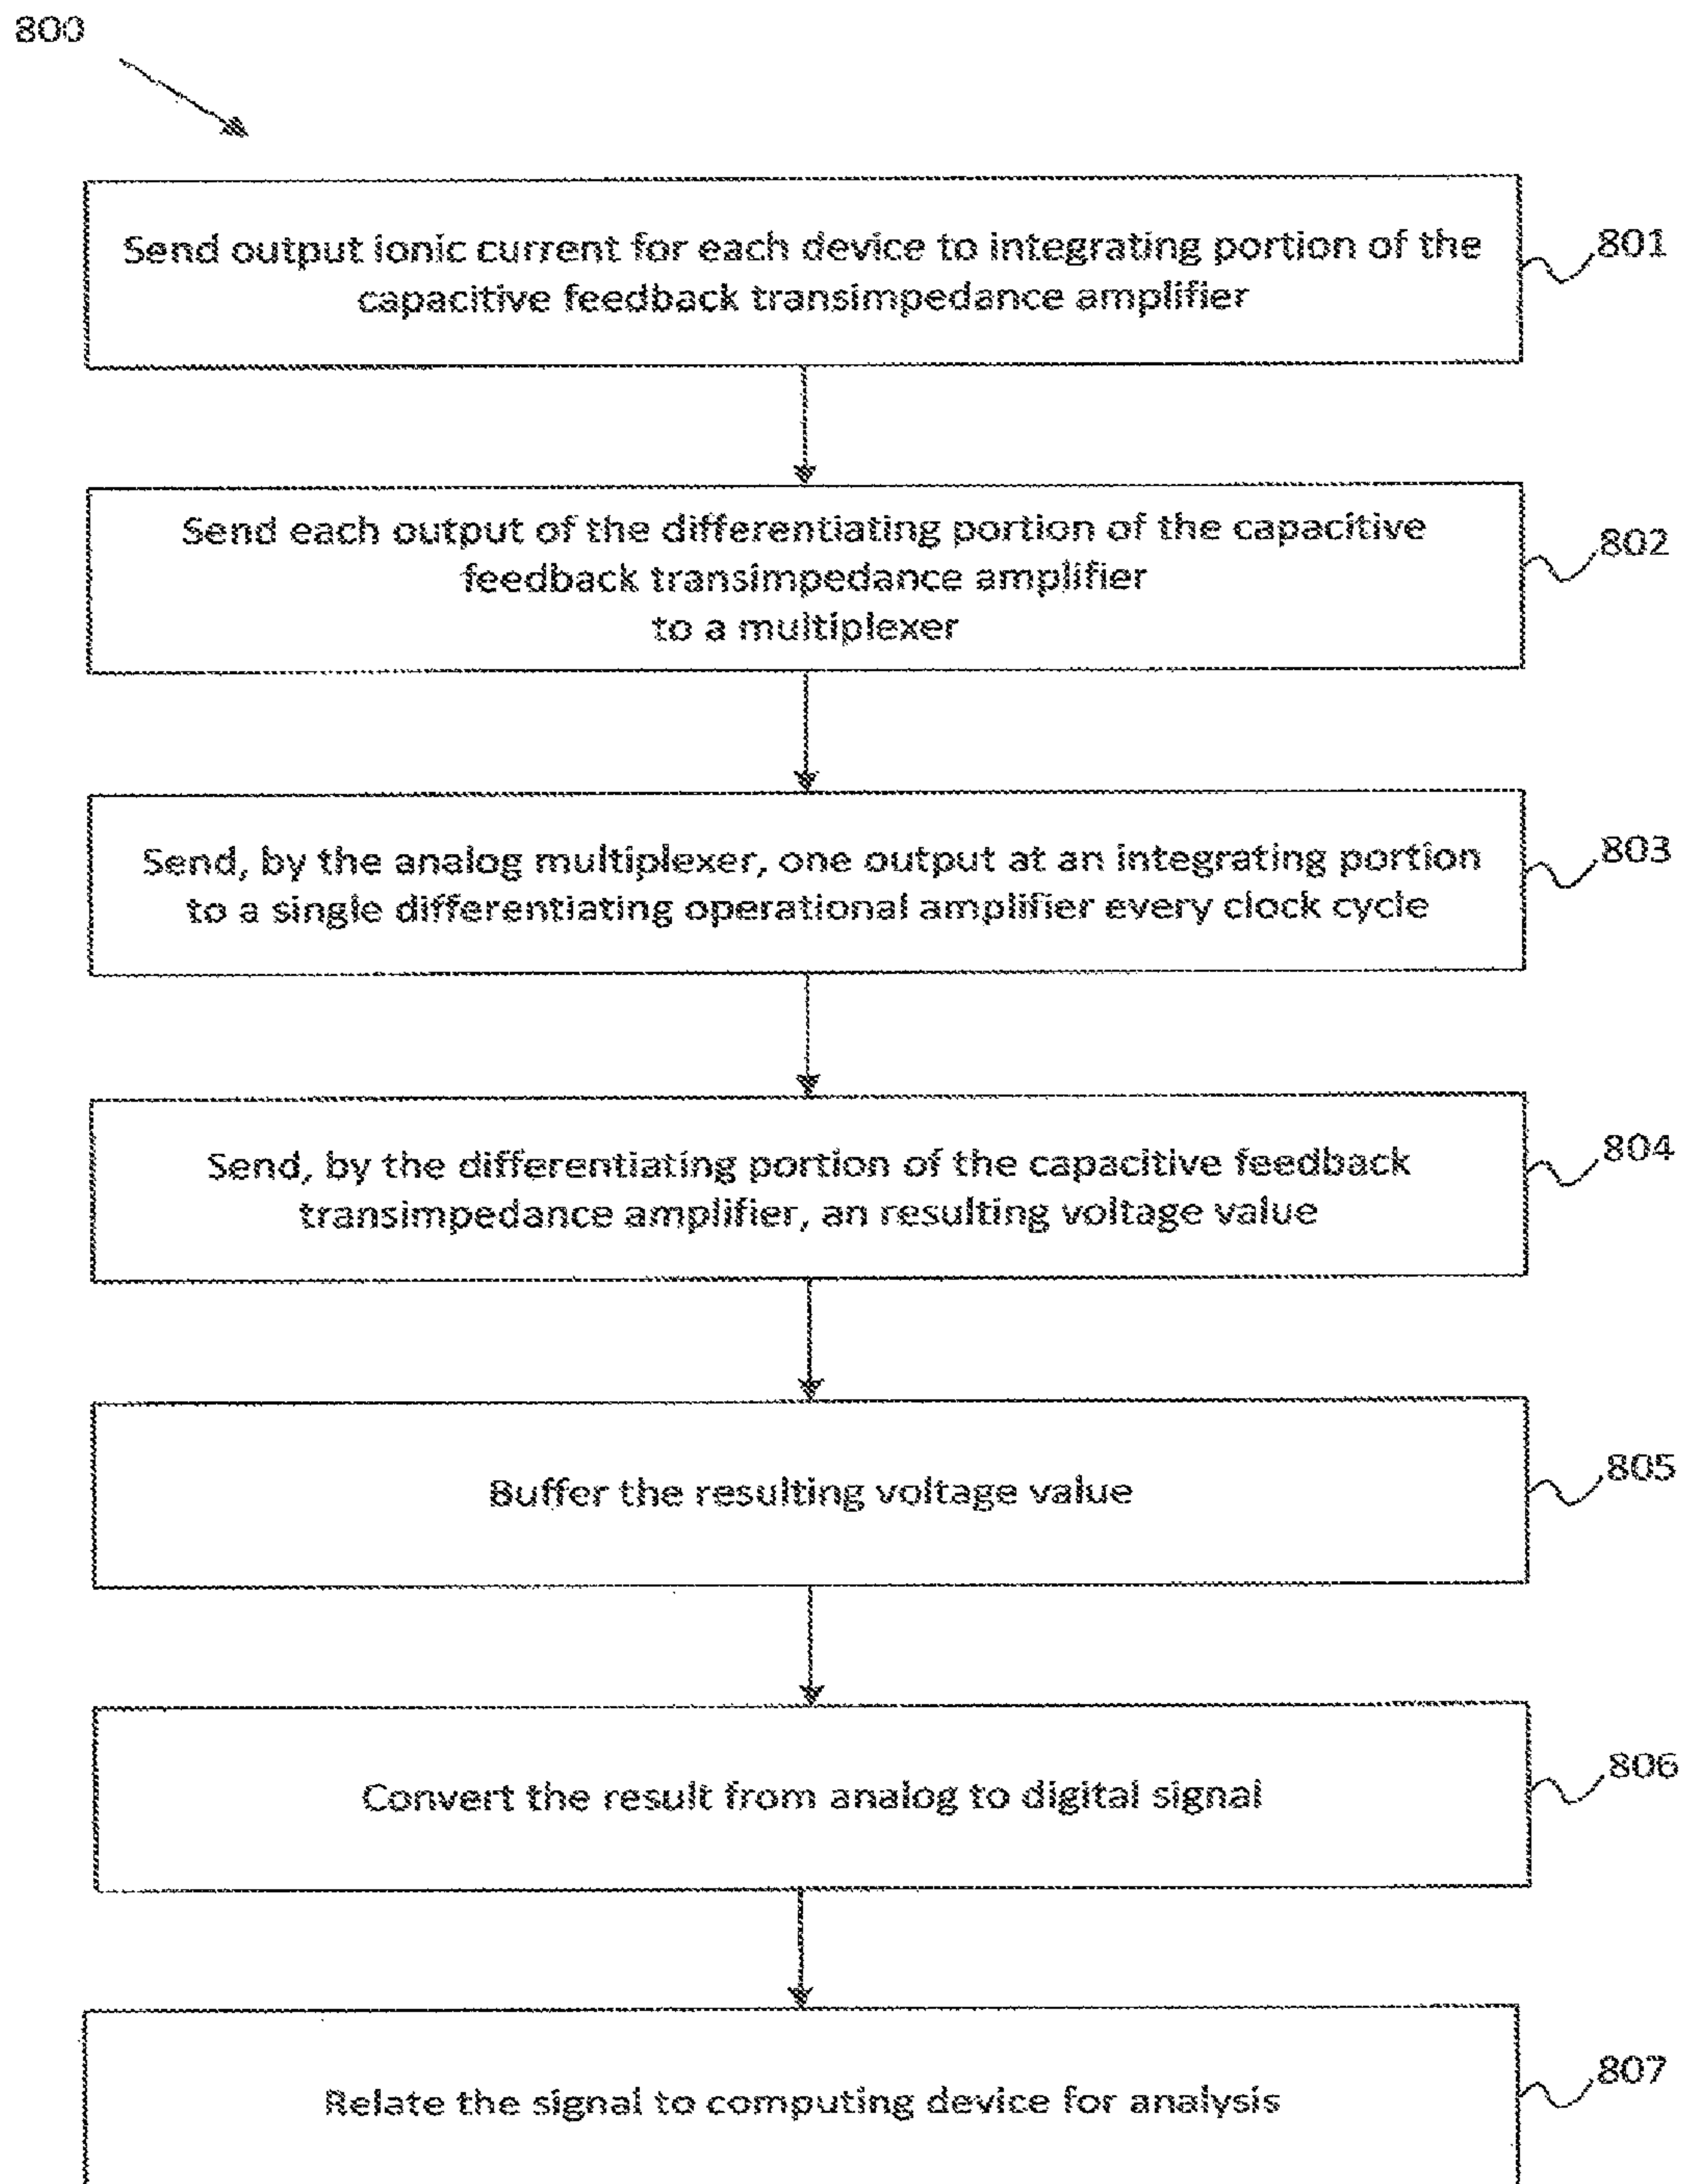 800
Send output ionic current for each device to integrating portion of the
capacitive feedback transimpedance amplifier
801
Send each output of the differentiating portion of the capacitive
feedback transimpedance amplifier
to a multiplexer
802
Send, by the analog multiplexer, one output at an integrating portion
to a single differentiating operational amplifier every clock cycle
803
Send, by the differentiating portion of the capacitive feedback
transimpedance amplifier, an resulting voltage value
804
Buffer the resulting voltage value
805
Convert the result from analog to digital signal
806
Relate the signal to computing device for analysis
807